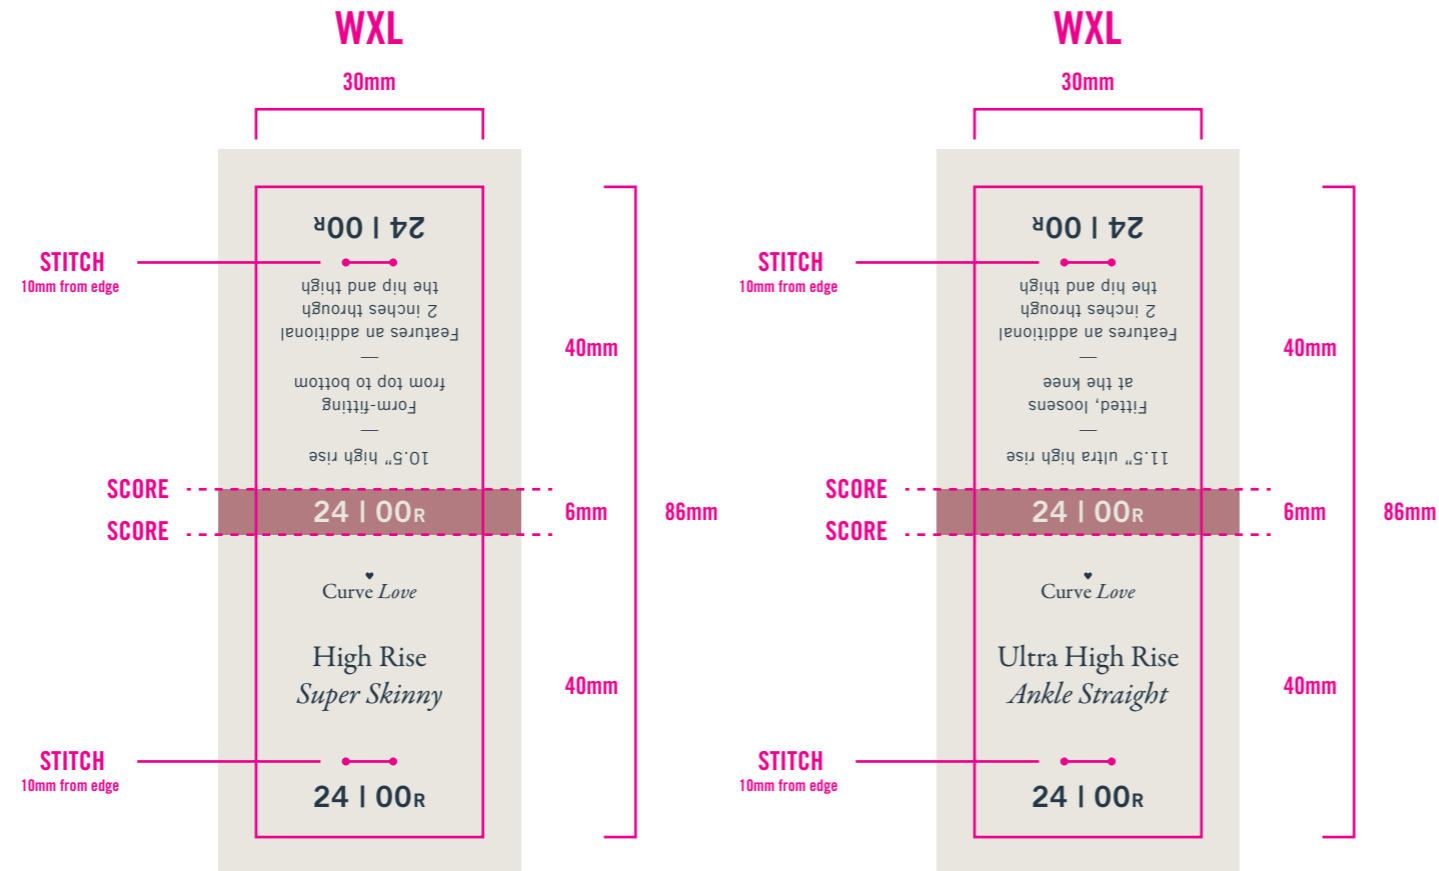 WXL
30mm
24 | 00R
STITCH
10mm from edge
the hip and thigh
2 inches through
Features an additional
—
from top to bottom
Form-fitting
—
10.5” high rise
40mm
SCORE
SCORE
24 | 00R
6mm
86mm
Curve Love
High Rise
Super Skinny
40mm
STITCH
10mm from edge
24 | 00R
WXL
30mm
24 | 00R
STITCH
10mm from edge
the hip and thigh
2 inches through
Features an additional
—
at the knee
Fitted, loosens
—
11.5” ultra high rise
40mm
SCORE
SCORE
24 | 00R
6mm
86mm
Curve Love
Ultra High Rise
Ankle Straight
40mm
STITCH
10mm from edge
24 | 00R